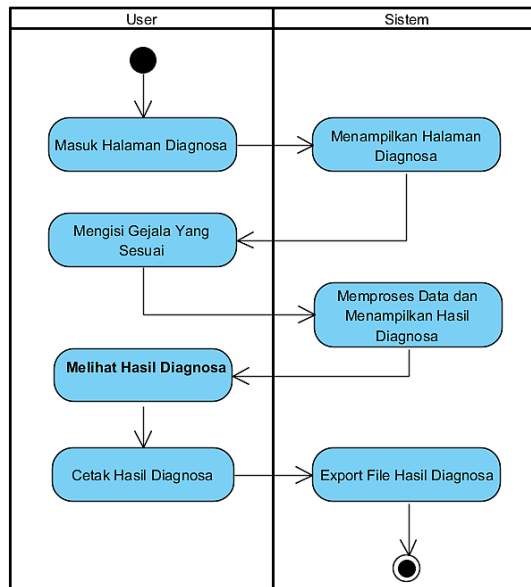 User
Sistem
Masuk Halaman Diagnosa
Menampilkan Halaman
Diagnosa
Mengisi Gejala Yang
Sesuai
Memproses Data dan
Menampilkan Hasil
Diagnosa
Melihat Hasil Diagnosa
Cetak Hasil Diagnosa
Export File Hasil Diagnosa